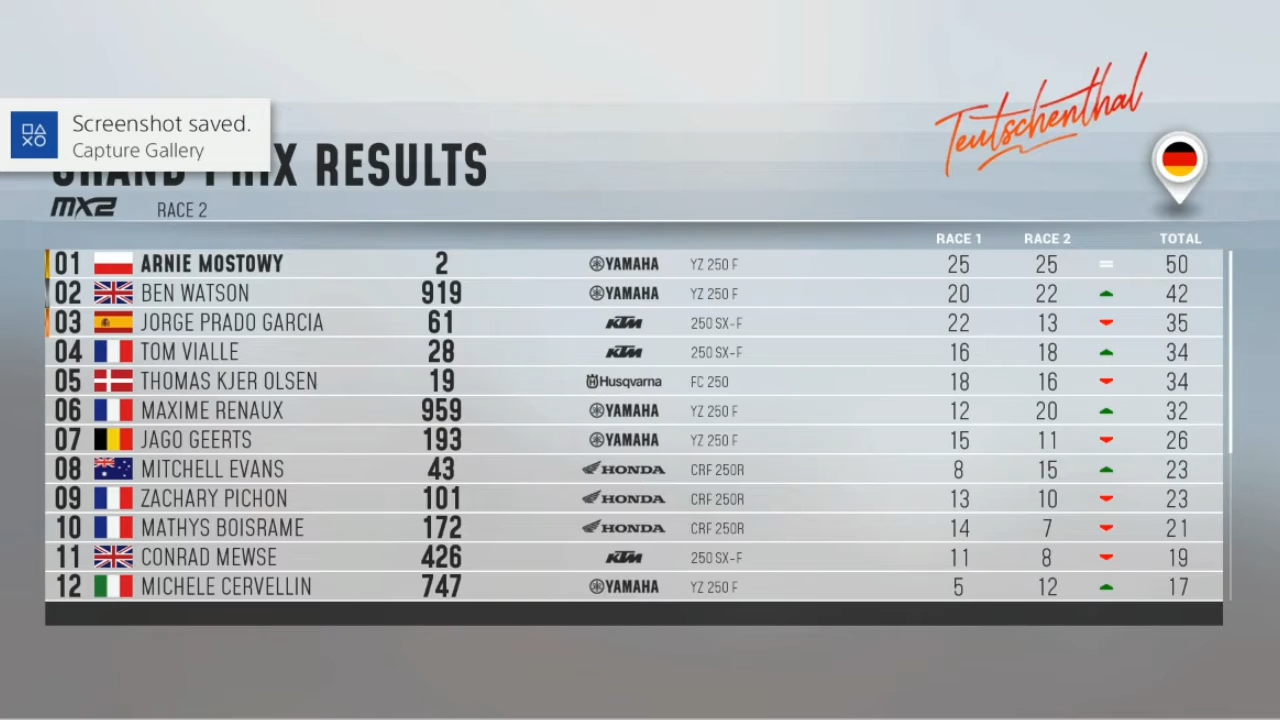 Teutschenthal
Screenshot saved.
Capture Gallery
GRAND PRIX RESULTS
MX2 RACE 2
RACE 1 RACE 2 TOTAL
01 ARNIE MOSTOWY 2 YAMAHA YZ 250 F 25 25 50
02 BEN WATSON 919 YAMAHA YZ 250 F 20 22 42
03 JORGE PRADO GARCIA 61 KTM 250 SX-F 22 13 35
04 TOM VIALLE 28 KTM 250 SX-F 16 18 34
05 THOMAS KJER OLSEN 19 Husqvarna FC 250 18 16 34
06 MAXIME RENAUX 959 YAMAHA YZ 250 F 12 20 32
07 JAGO GEERTS 193 YAMAHA YZ 250 F 15 11 26
08 MITCHELL EVANS 43 HONDA CRF 250R 8 15 23
09 ZACHARY PICHON 101 HONDA CRF 250R 13 10 23
10 MATHYS BOISRAME 172 HONDA CRF 250R 14 7 21
11 CONRAD MEWSE 426 KTM 250 SX-F 11 8 19
12 MICHELE CERVELLIN 747 YAMAHA YZ 250 F 5 12 17